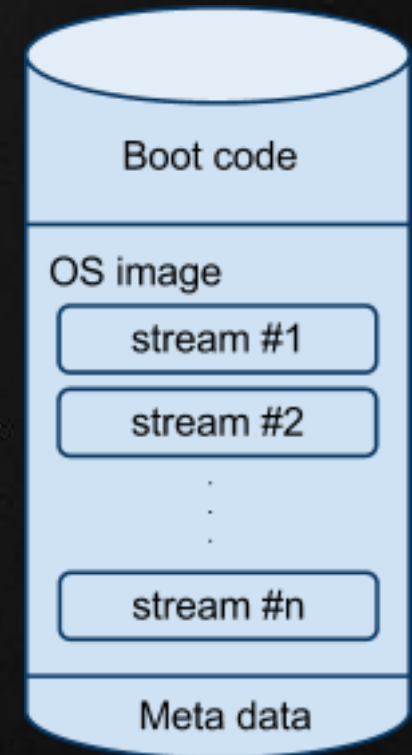 Boot code
OS image
stream #1
stream #2
.
.
.
stream #n
Meta data